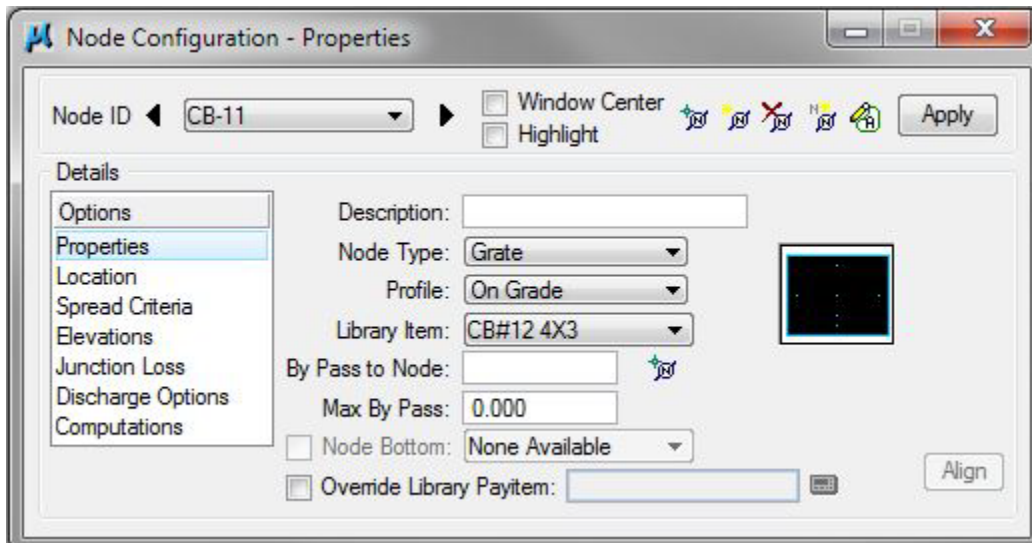 Node Configuration - Properties
Node ID CB-11 Window Center Apply
Highlight
Details
Options
Properties
Location
Spread Criteria
Elevations
Junction Loss
Discharge Options
Computations
Description:
Node Type: Grate
Profile: On Grade
Library Item: CB#12 4X3
By Pass to Node:
Max By Pass: 0.000
Node Bottom: None Available
Override Library Payitem:
Align